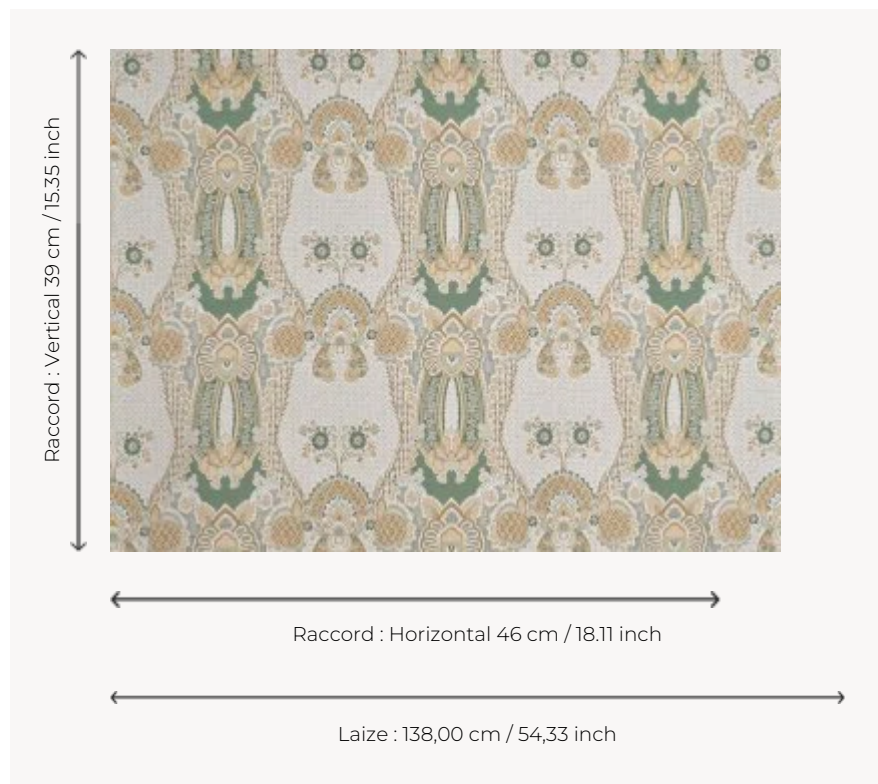 Raccord : Vertical 39 cm / 15.35 inch
Raccord : Horizontal 46 cm / 18.11 inch
Laize : 138,00 cm / 54,33 inch